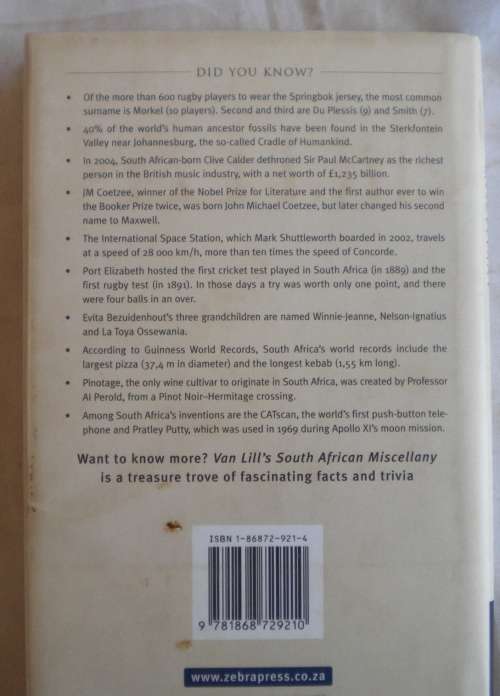 DID YOU KNOW?
• Of the more than 600 rugby players to wear the Springbok jersey, the most common
surname is Morkel (10 players). Second and third are Du Plessis (9) and Smith (7).
• 40% of the world's human ancestor fossils have been found in the Sterkfontein
Valley near Johannesburg, the so-called Cradle of Humankind.
• In 2004, South African-born Clive Calder dethroned Sir Paul McCartney as the richest
person in the British music industry, with a net worth of £1,235 billion.
• JM Coetzee, winner of the Nobel Prize for Literature and the first author ever to win
the Booker Prize twice, was born John Michael Coetzee, but later changed his second
name to Maxwell.
• The International Space Station, which Mark Shuttleworth boarded in 2002, travels
at a speed of 28 000 km/h, more than ten times the speed of Concorde.
• Port Elizabeth hosted the first cricket test played in South Africa (in 1889) and the
first rugby test (in 1891). In those days a try was worth only one point, and there
were four balls in an over.
• Evita Bezuidenhout's three grandchildren are named Winnie-Jeanne, Nelson-Ignatius
and La Toya Ossewania.
• According to Guinness World Records, South Africa's world records include the
largest pizza (37,4 m in diameter) and the longest kebab (1,55 km long).
• Pinotage, the only wine cultivar to originate in South Africa, was created by Professor
AI Perold, from a Pinot Noir–Hermitage crossing.
• Among South Africa's inventions are the CATscan, the world's first push-button tele-
phone and Pratley Putty, which was used in 1969 during Apollo XI's moon mission.
Want to know more? Van Lill's South African Miscellany
is a treasure trove of fascinating facts and trivia
ISBN 1-86872-921-4
9 781868 729210
www.zebrapress.co.za